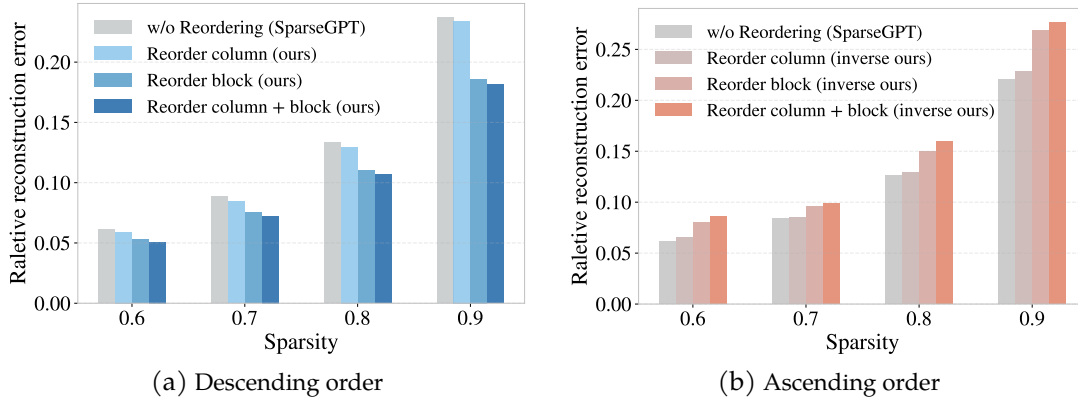 Raletive reconstruction error
0.20
0.15
0.10
0.05
0.00
w/o Reordering (SparseGPT)
Reorder column (ours)
Reorder block (ours)
Reorder column + block (ours)
0.6 0.7 0.8 0.9
Sparsity
(a) Descending order
Raletive reconstruction error
0.25
0.20
0.15
0.10
0.05
0.00
w/o Reordering (SparseGPT)
Reorder column (inverse ours)
Reorder block (inverse ours)
Reorder column + block (inverse ours)
0.6 0.7 0.8 0.9
Sparsity
(b) Ascending order